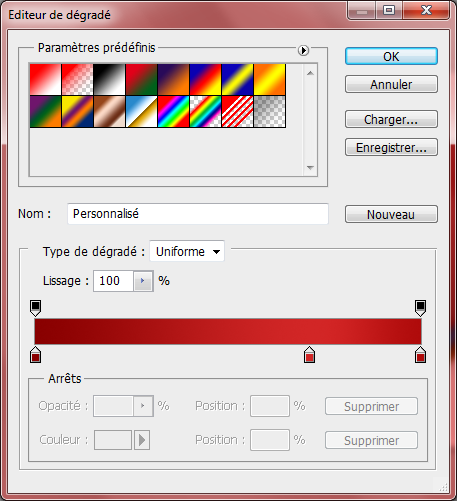 Editeur de dégradé
Paramètres prédéfinis
OK
Annuler
Charger...
Enregistrer...
Nom : Personnalisé
Nouveau
Type de dégradé : Uniforme
Lissage : 100 %
Arrêts
Opacité : % Position : % Supprimer
Couleur : Position : % Supprimer